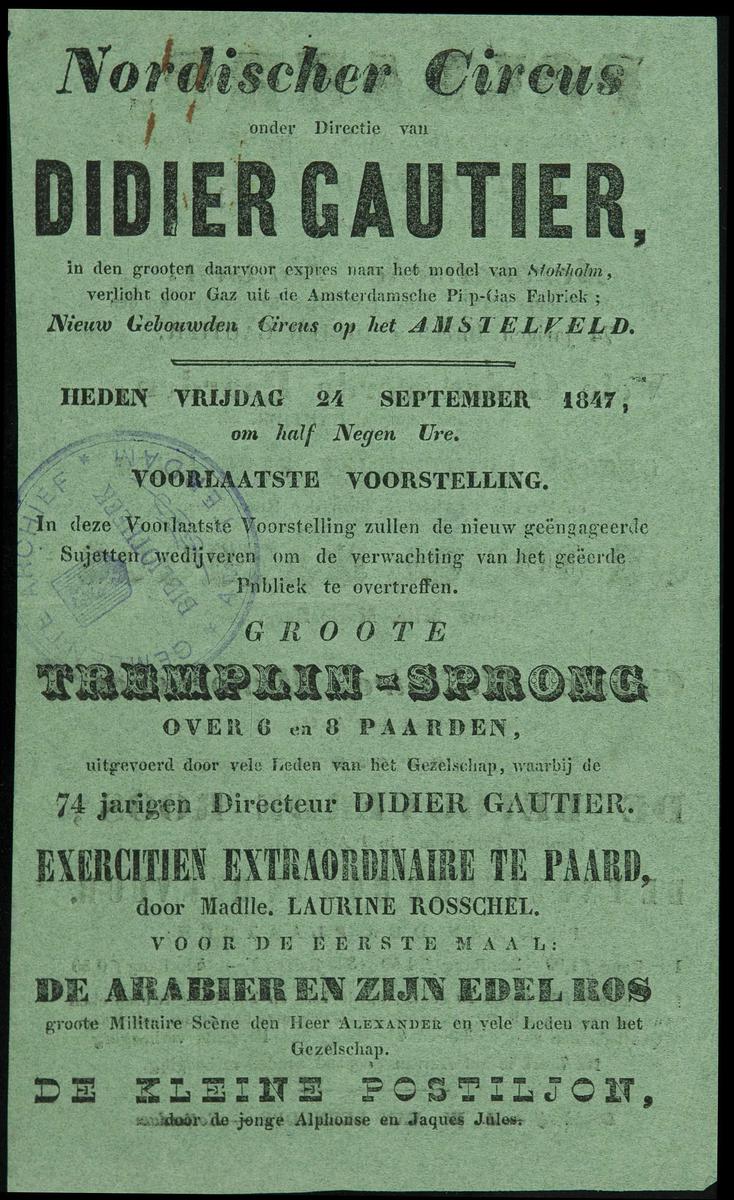 Nordischer Circus
onder Directie van
DIDIER GAUTIER,
in den grooten daarvoor expres naar het model van Stokholm,
verlicht door Gaz uit de Amsterdamsche Pijp-Gas Fabriek ;
Nieuw Gebouwden Circus op het AMSTELVELD.
HEDEN VRIJDAG 24 SEPTEMBER 1847,
om half Negen Ure.
VOORLAATSTE VOORSTELLING.
In deze Voorlaatste Voorstelling zullen de nieuw geëngageerde
Sujetten wedijveren om de verwachting van het geëerde
Publiek te overtreffen.
GROOTE
TREMPLIN-SPRONG
OVER 6 en 8 PAARDEN,
uitgevoerd door vele Leden van het Gezelschap, waarbij de
74 jarigen Directeur DIDIER GAUTIER.
EXERCITIEN EXTRAORDINAIRE TE PAARD,
door Madlle. LAURINE ROSSCHEL.
VOOR DE EERSTE MAAL:
DE ARABIER EN ZIJN EDEL ROS
groote Militaire Scène den Heer ALEXANDER en vele Leden van het
Gezelschap.
DE KLEINE POSTILJON,
door de jonge Alphonse en Jaques Jules.
GEMEENTE ARCHIEF * AMSTERDAM *
BIBLIOTHEEK